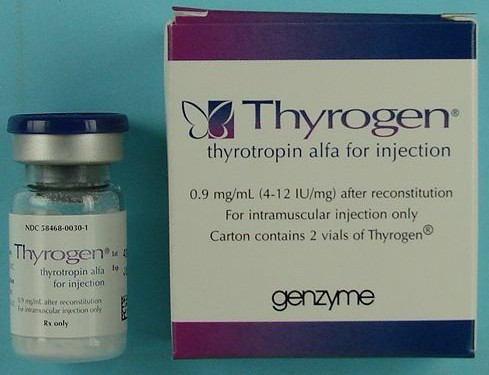 NDC 58468-0030-1
Thyrogen®
thyrotropin alfa
for injection
0.9 mg/mL after reconstitution
For intramuscular injection only
Rx only
Lot
Exp
Thyrogen®
thyrotropin alfa for injection
0.9 mg/mL (4-12 IU/mg) after reconstitution
For intramuscular injection only
Carton contains 2 vials of Thyrogen®
genzyme